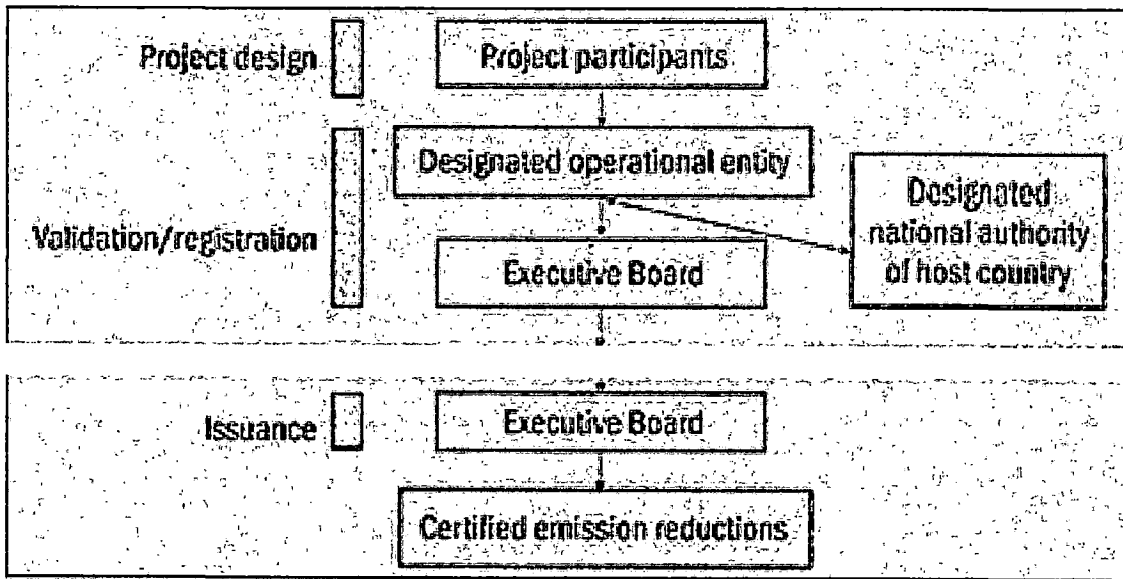 Project design
Project participants
Designated operational entity
Validation/registration
Designated
national authority
of host country
Executive Board
Issuance
Executive Board
Certified emission reductions